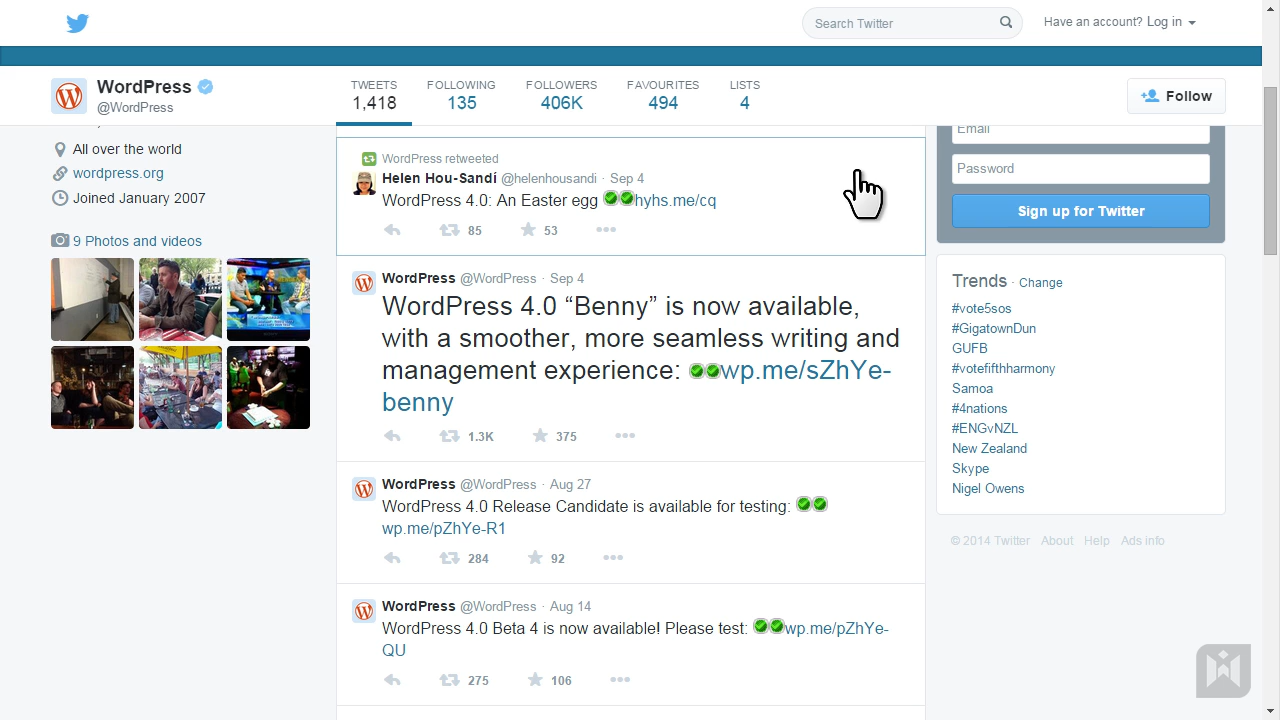 Search Twitter
Have an account? Log in
WordPress
@WordPress
TWEETS
1,418
FOLLOWING
135
FOLLOWERS
406K
FAVOURITES
494
LISTS
4
Follow
All over the world
wordpress.org
Joined January 2007
9 Photos and videos
WordPress retweeted
Helen Hou-Sandí @helenhousandi · Sep 4
WordPress 4.0: An Easter egg hyhs.me/cq
85 53
WordPress @WordPress · Sep 4
WordPress 4.0 “Benny” is now available,
with a smoother, more seamless writing and
management experience: wp.me/sZhYe-
benny
1.3K 375
WordPress @WordPress · Aug 27
WordPress 4.0 Release Candidate is available for testing:
wp.me/pZhYe-R1
284 92
WordPress @WordPress · Aug 14
WordPress 4.0 Beta 4 is now available! Please test: wp.me/pZhYe-
QU
275 106
Email
Password
Sign up for Twitter
Trends · Change
#vote5sos
#GigatownDun
GUFB
#votefifthharmony
Samoa
#4nations
#ENGvNZL
New Zealand
Skype
Nigel Owens
© 2014 Twitter About Help Ads info